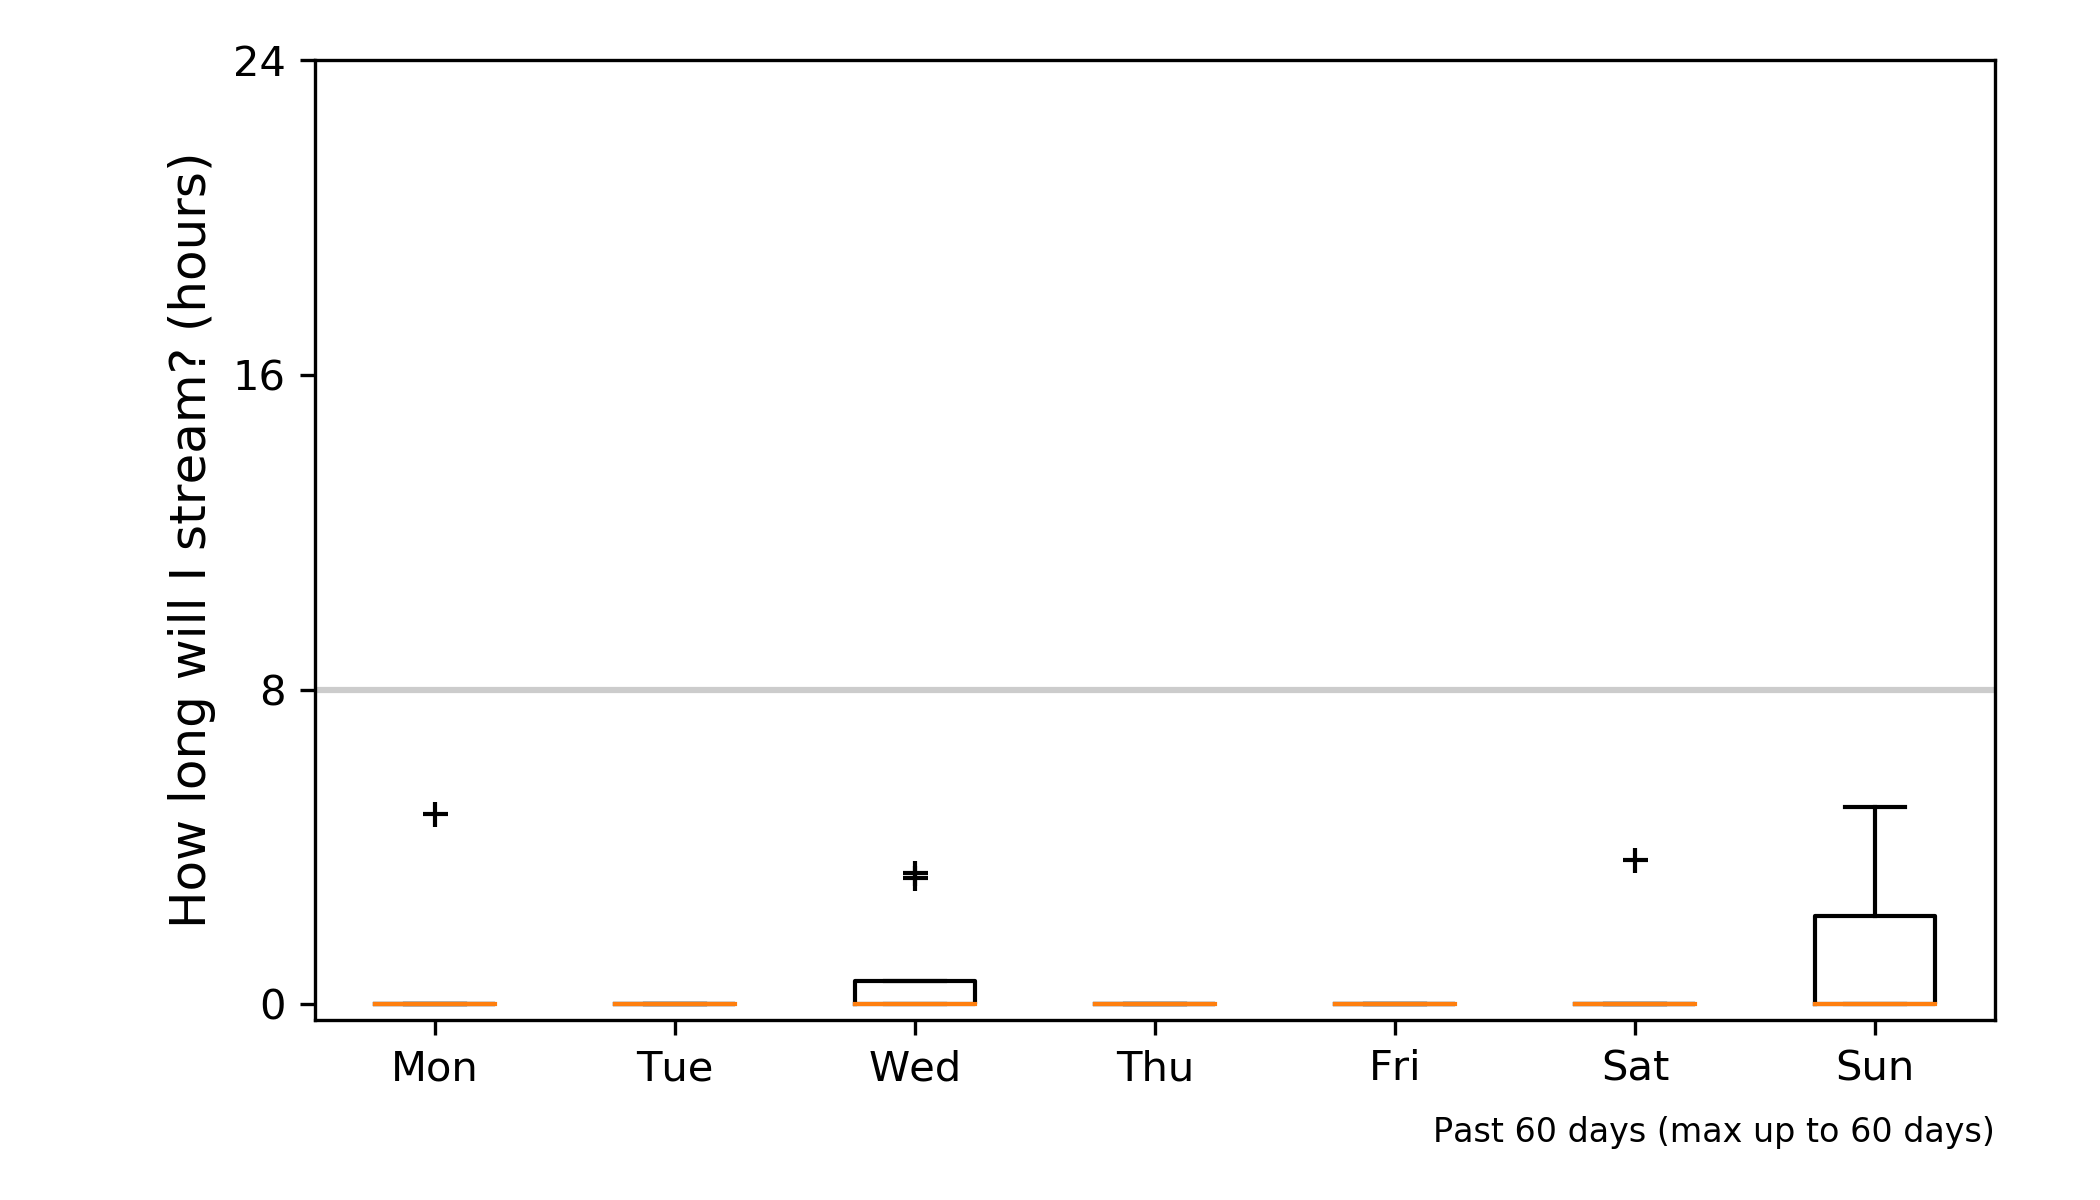 How long will I stream? (hours)
24
16
8
0
Mon Tue Wed Thu Fri Sat Sun
Past 60 days (max up to 60 days)